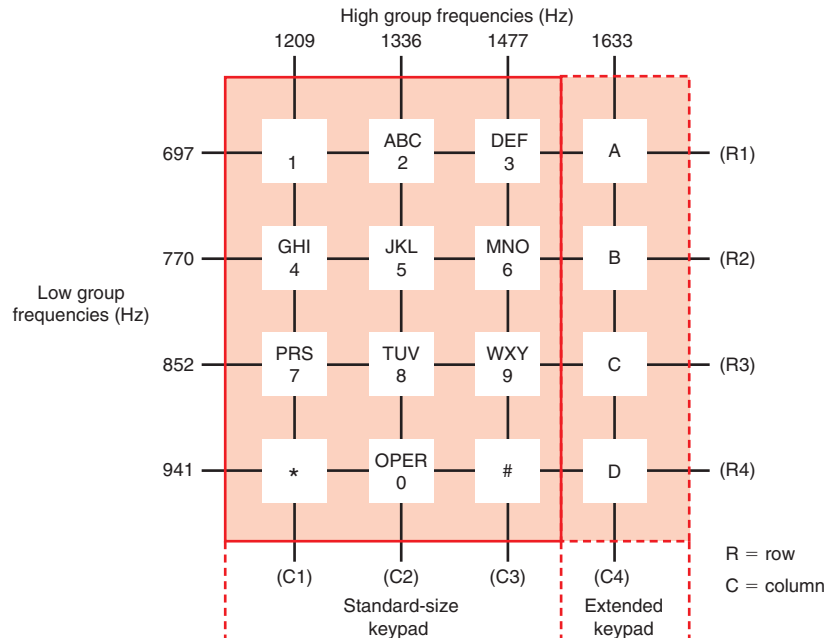 High group frequencies (Hz)
1209 1336 1477 1633
697 1 ABC 2 DEF 3 A (R1)
770 GHI 4 JKL 5 MNO 6 B (R2)
Low group frequencies (Hz)
852 PRS 7 TUV 8 WXY 9 C (R3)
941 * OPER 0 # D (R4)
(C1) (C2) (C3) (C4)
Standard-size keypad
Extended keypad
R = row
C = column